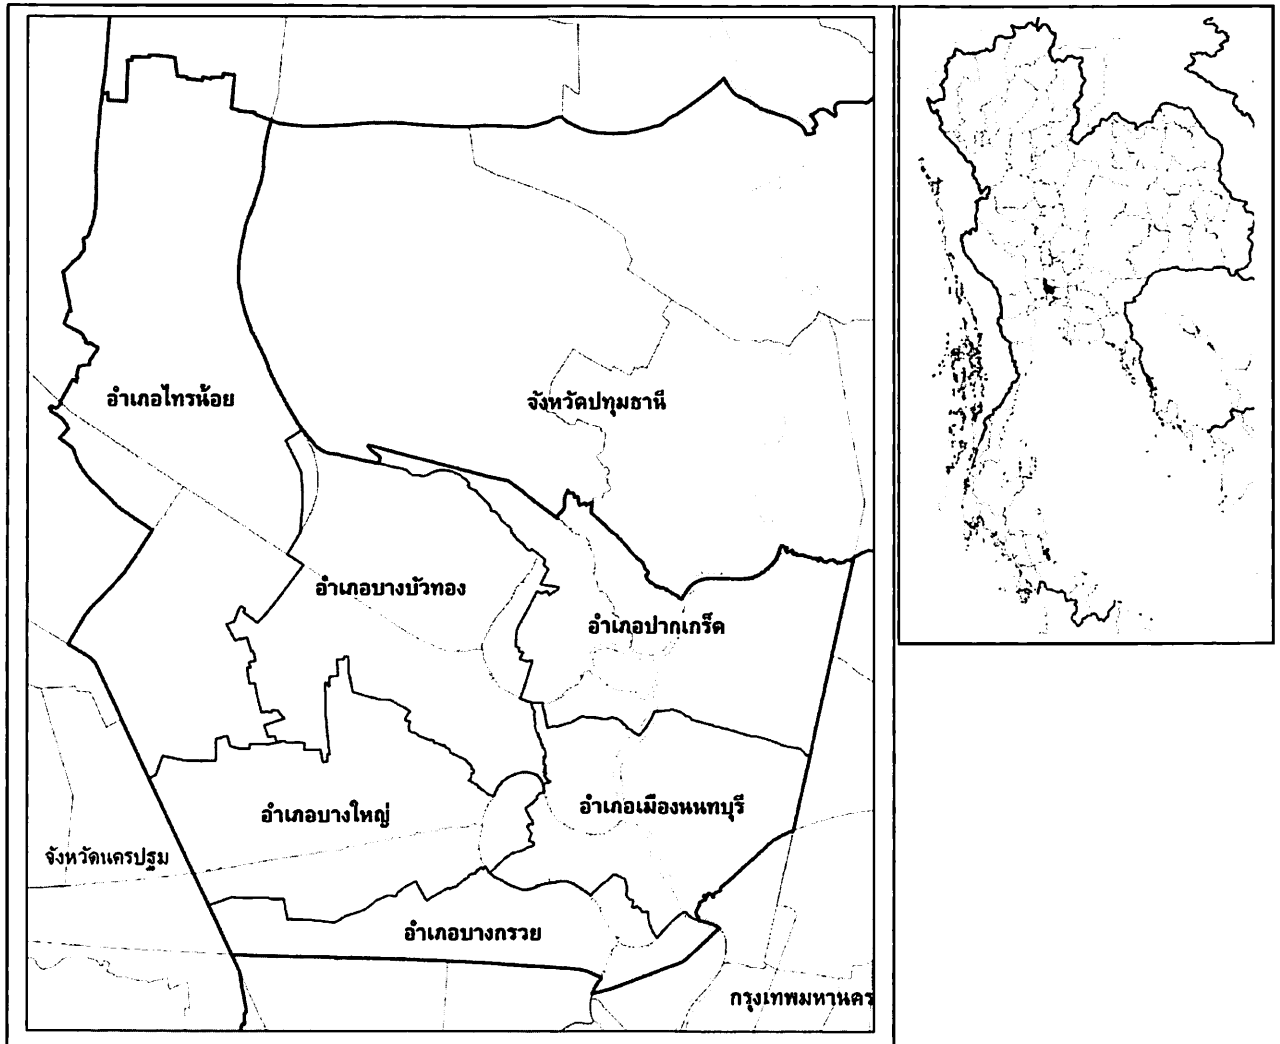 อำเภอไทรน้อย
จังหวัดปทุมธานี
อำเภอบางบัวทอง
อำเภอปากเกร็ด
อำเภอบางใหญ่
อำเภอเมืองนนทบุรี
จังหวัดนครปฐม
อำเภอบางกรวย
กรุงเทพมหานคร